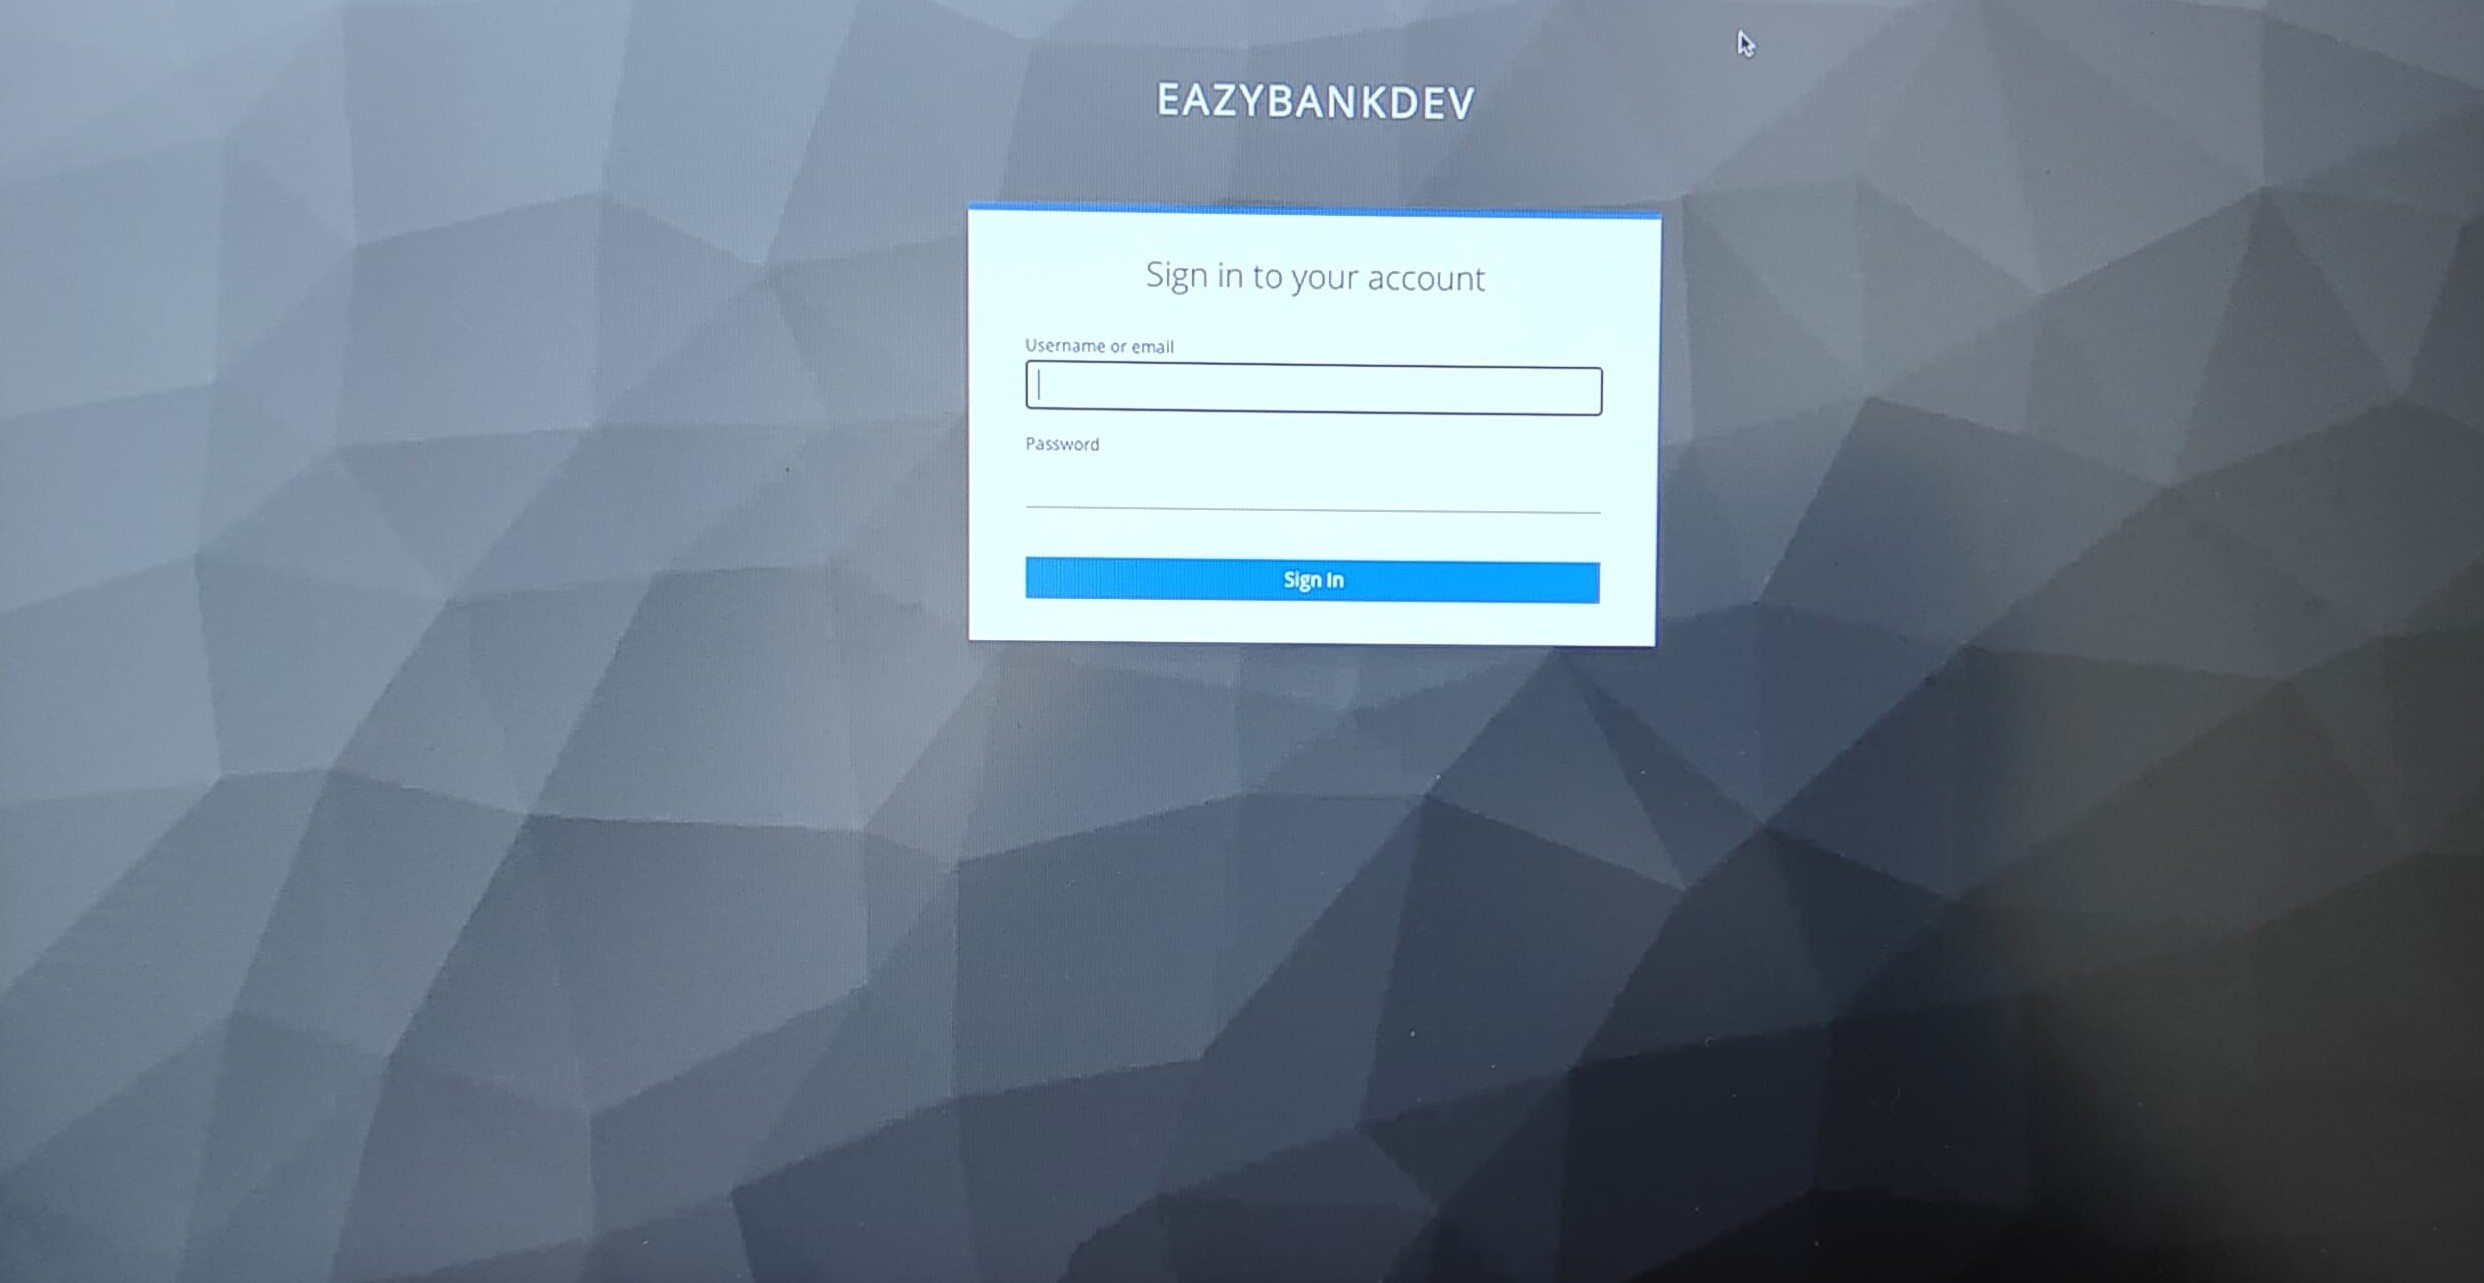 EAZYBANKDEV
Sign in to your account
Username or email
Password
Sign In